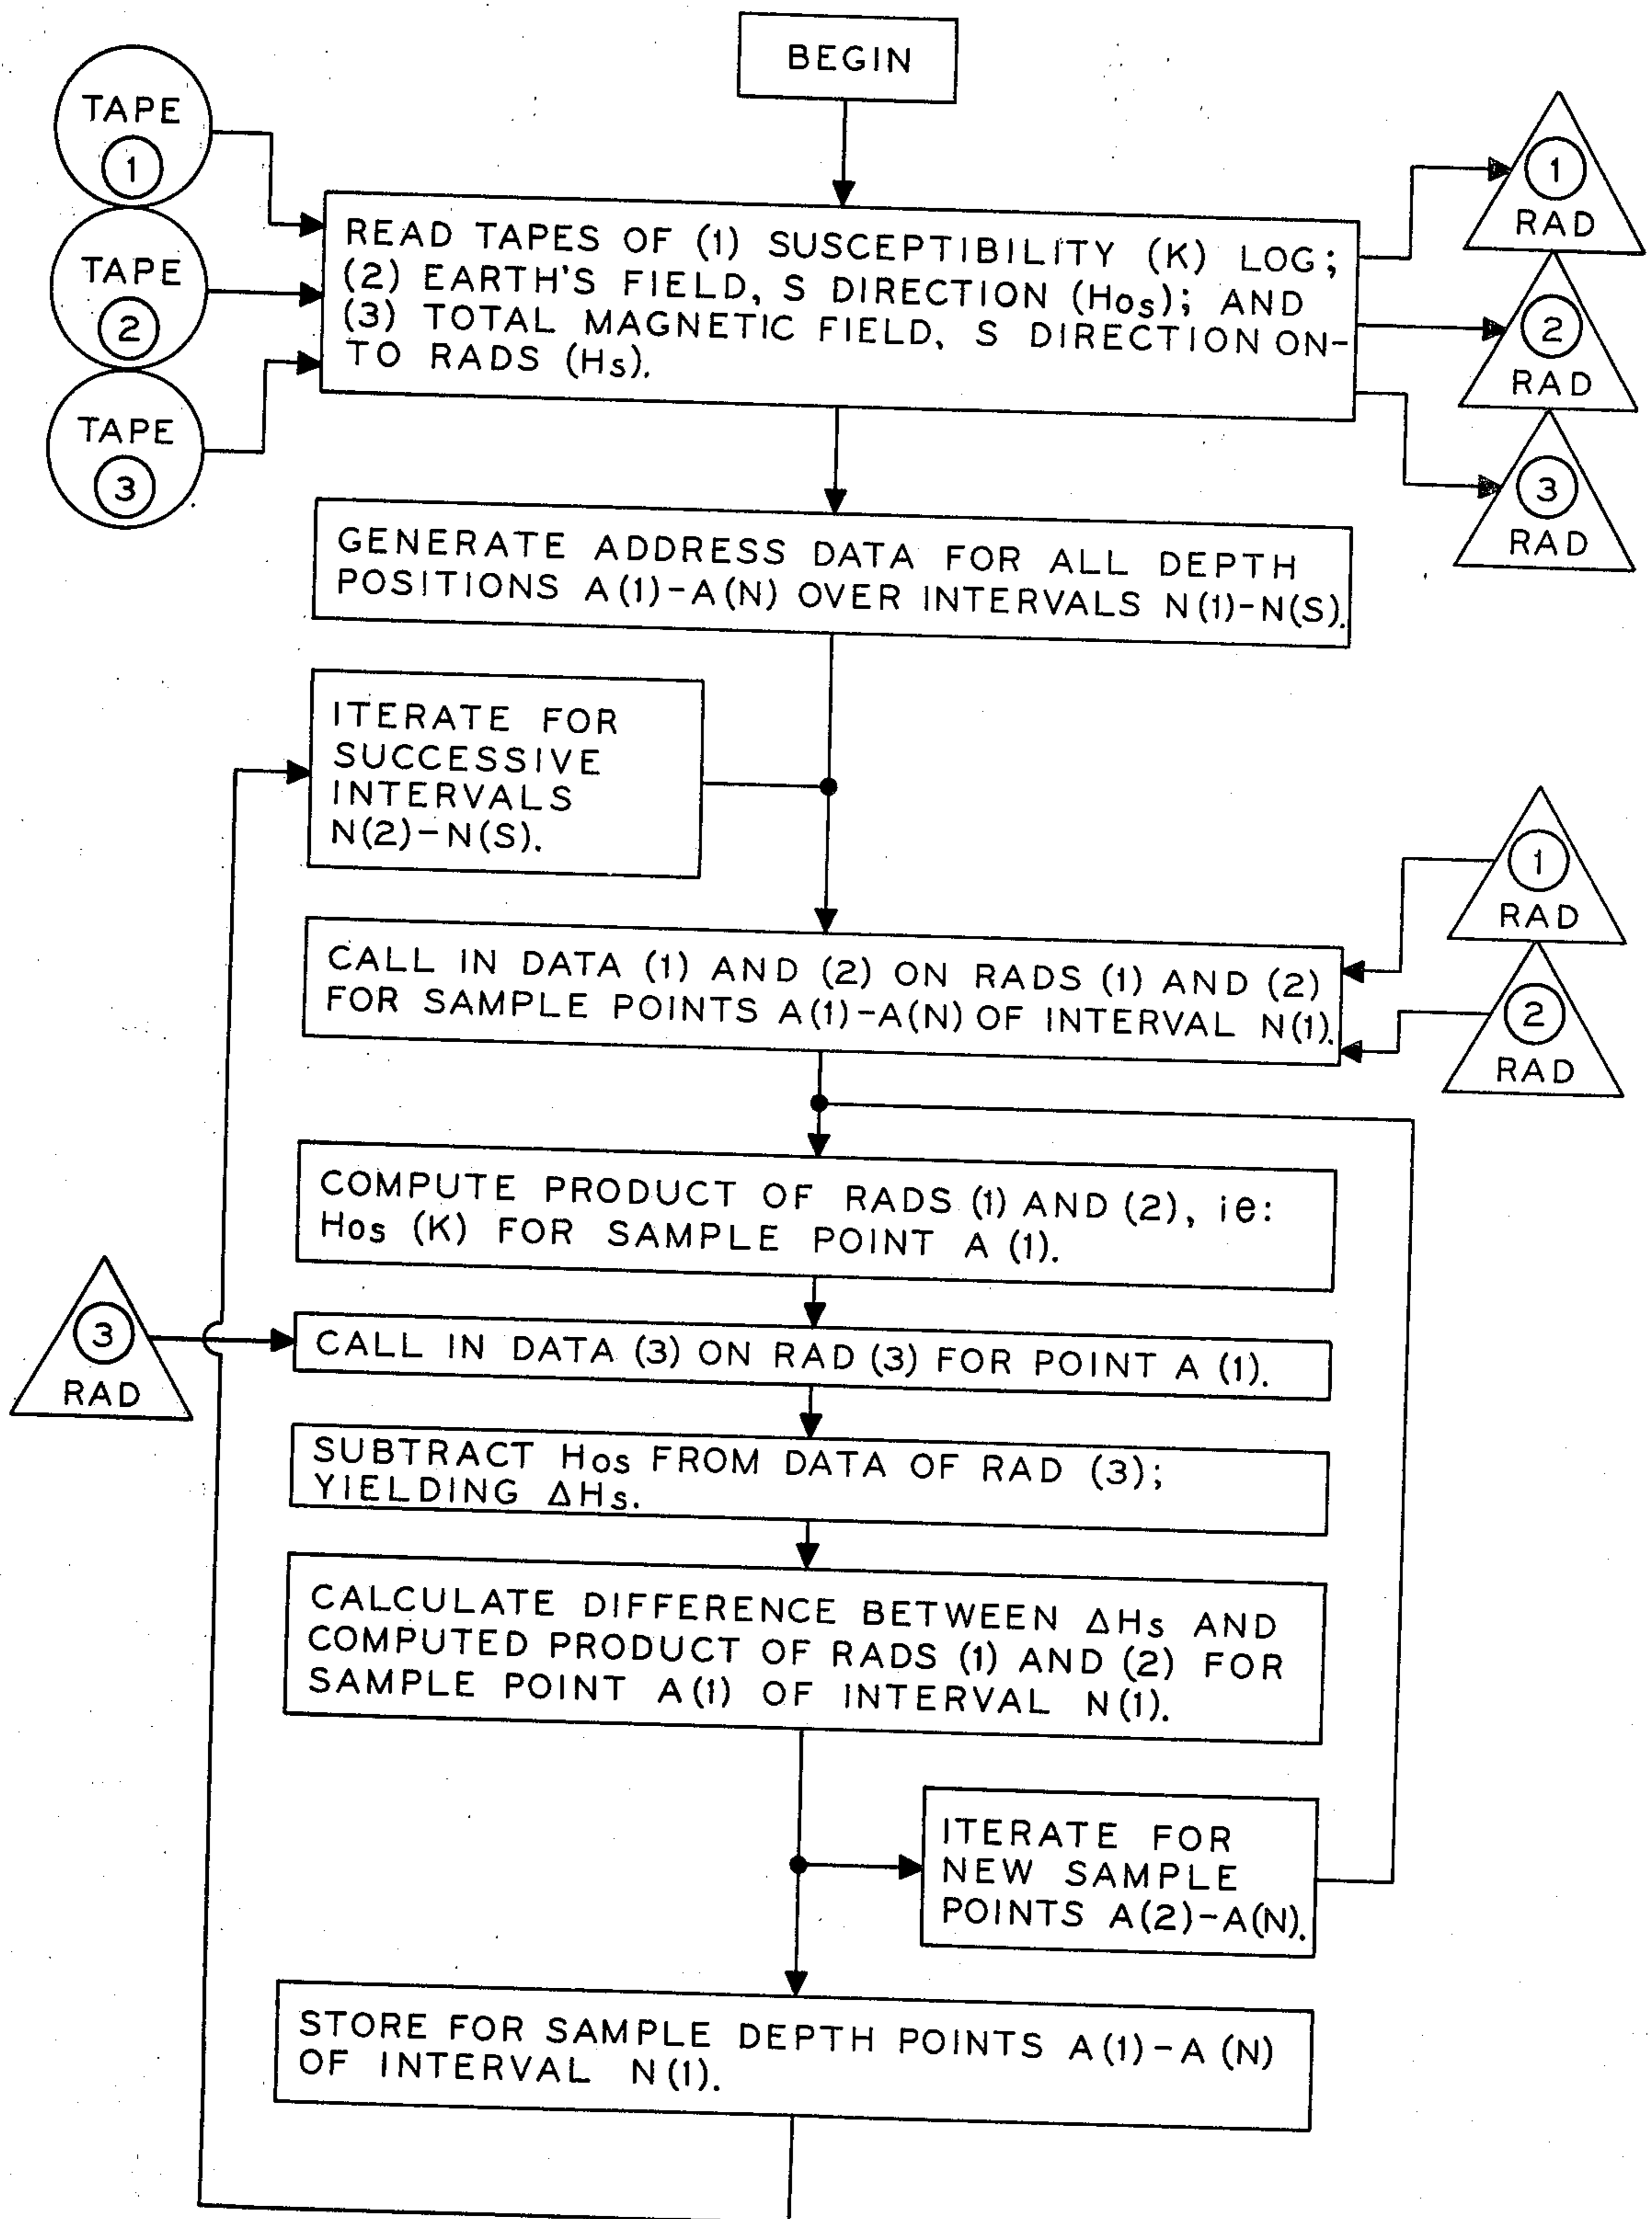 BEGIN
TAPE
1
TAPE
2
TAPE
3
READ TAPES OF (1) SUSCEPTIBILITY (K) LOG;
(2) EARTH'S FIELD, S DIRECTION (Hos); AND
(3) TOTAL MAGNETIC FIELD, S DIRECTION ON-
TO RADS (Hs).
1
RAD
2
RAD
3
RAD
GENERATE ADDRESS DATA FOR ALL DEPTH
POSITIONS A(1)-A(N) OVER INTERVALS N(1)-N(S).
ITERATE FOR
SUCCESSIVE
INTERVALS
N(2)-N(S).
1
RAD
2
RAD
CALL IN DATA (1) AND (2) ON RADS (1) AND (2)
FOR SAMPLE POINTS A(1)-A(N) OF INTERVAL N(1).
COMPUTE PRODUCT OF RADS (1) AND (2), ie:
Hos (K) FOR SAMPLE POINT A (1).
3
RAD
CALL IN DATA (3) ON RAD (3) FOR POINT A (1).
SUBTRACT Hos FROM DATA OF RAD (3);
YIELDING ΔHs.
CALCULATE DIFFERENCE BETWEEN ΔHs AND
COMPUTED PRODUCT OF RADS (1) AND (2) FOR
SAMPLE POINT A(1) OF INTERVAL N(1).
ITERATE FOR
NEW SAMPLE
POINTS A(2)-A(N).
STORE FOR SAMPLE DEPTH POINTS A(1)-A (N)
OF INTERVAL N(1).